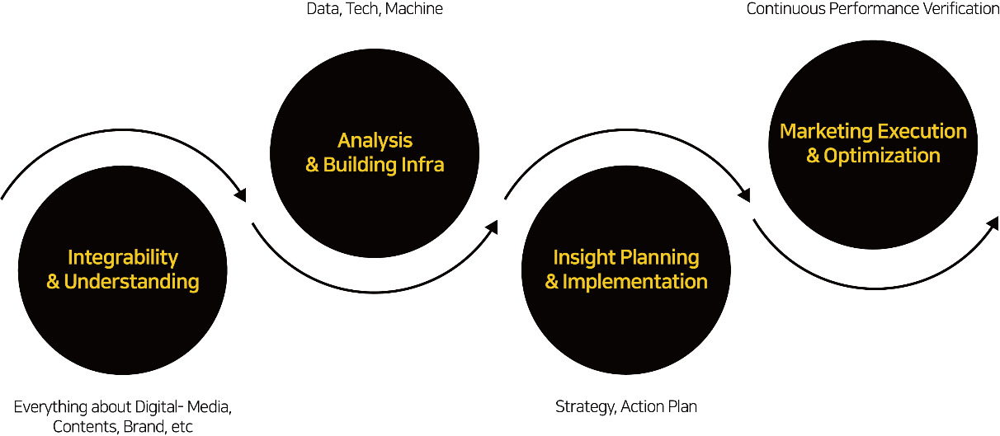 Data, Tech, Machine
Continuous Performance Verification
Analysis
& Building Infra
Marketing Execution
& Optimization
Integrability
& Understanding
Insight Planning
& Implementation
Everything about Digital- Media,
Contents, Brand, etc
Strategy, Action Plan